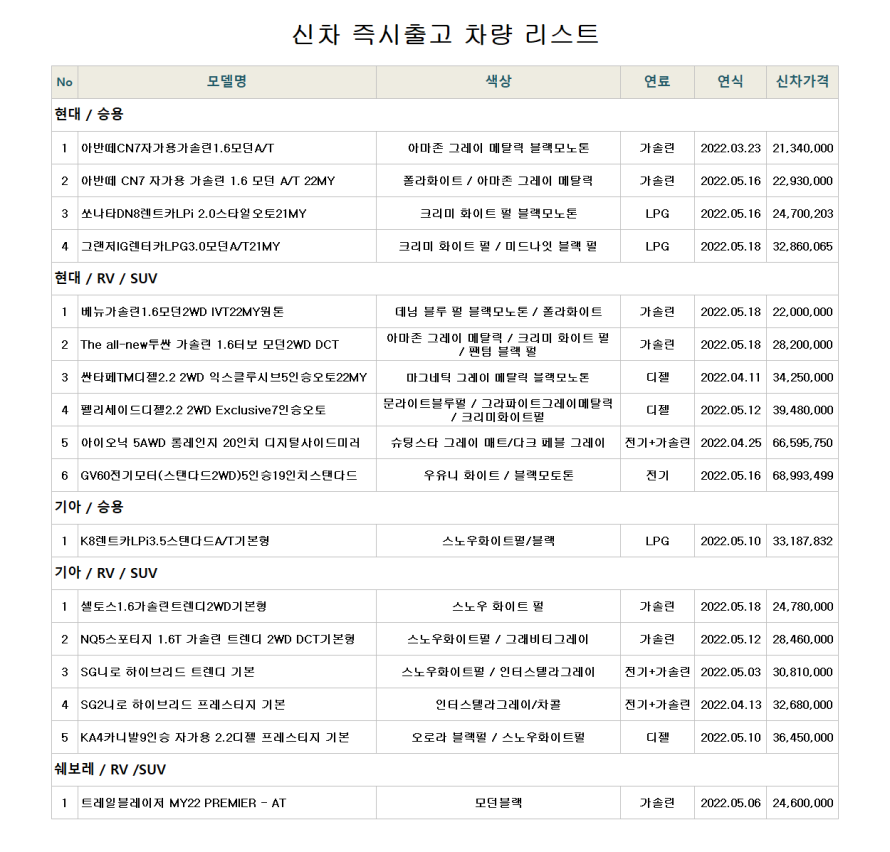 신차 즉시출고 차량 리스트
No 모델명 색상 연료 연식 신차가격
현대 / 승용
1 아반떼CN7자가용가솔린1.6모던A/T 아마존 그레이 메탈릭 블랙모노톤 가솔린 2022.03.23 21,340,000
2 아반떼 CN7 자가용 가솔린 1.6 모던 A/T 22MY 폴라화이트 / 아마존 그레이 메탈릭 가솔린 2022.05.16 22,930,000
3 쏘나타DN8렌트카LPi 2.0스타일오토21MY 크리미 화이트 펄 블랙모노톤 LPG 2022.05.16 24,700,203
4 그랜저IG렌터카LPG3.0모던A/T21MY 크리미 화이트 펄 / 미드나잇 블랙 펄 LPG 2022.05.18 32,860,065
현대 / RV / SUV
1 베뉴가솔린1.6모던2WD IVT22MY원톤 데님 블루 펄 블랙모노톤 / 폴라화이트 가솔린 2022.05.18 22,000,000
2 The all-new투싼 가솔린 1.6터보 모던2WD DCT 아마존 그레이 메탈릭 / 크리미 화이트 펄
/ 팬텀 블랙 펄 가솔린 2022.05.18 28,200,000
3 싼타페TM디젤2.2 2WD 익스클루시브5인승오토22MY 마그네틱 그레이 메탈릭 블랙모노톤 디젤 2022.04.11 34,250,000
4 펠리세이드디젤2.2 2WD Exclusive7인승오토 문라이트블루펄 / 그라파이트그레이메탈릭
/ 크리미화이트펄 디젤 2022.05.12 39,480,000
5 아이오닉 5AWD 롱레인지 20인치 디지털사이드미러 슈팅스타 그레이 매트/다크 페블 그레이 전기+가솔린 2022.04.25 66,595,750
6 GV60전기모터(스탠다드2WD)5인승19인치스탠다드 우유니 화이트 / 블랙모토톤 전기 2022.05.16 68,993,499
기아 / 승용
1 K8렌트카LPi3.5스탠다드A/T기본형 스노우화이트펄/블랙 LPG 2022.05.10 33,187,832
기아 / RV / SUV
1 셀토스1.6가솔린트렌디2WD기본형 스노우 화이트 펄 가솔린 2022.05.18 24,780,000
2 NQ5스포티지 1.6T 가솔린 트렌디 2WD DCT기본형 스노우화이트펄 / 그래비티그레이 가솔린 2022.05.12 28,460,000
3 SG니로 하이브리드 트렌디 기본 스노우화이트펄 / 인터스텔라그레이 전기+가솔린 2022.05.03 30,810,000
4 SG2니로 하이브리드 프레스티지 기본 인터스텔라그레이/차콜 전기+가솔린 2022.04.13 32,680,000
5 KA4카니발9인승 자가용 2.2디젤 프레스티지 기본 오로라 블랙펄 / 스노우화이트펄 디젤 2022.05.10 36,450,000
쉐보레 / RV /SUV
1 트레일블레이저 MY22 PREMIER - AT 모던블랙 가솔린 2022.05.06 24,600,000